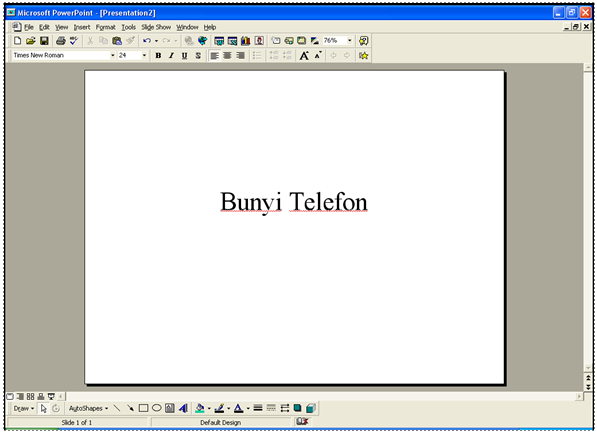 Microsoft PowerPoint - [Presentation2]
File Edit View Insert Format Tools Slide Show Window Help
76%
Times New Roman 24 B I U S A A
Bunyi Telefon
Draw AutoShapes A A
Slide 1 of 1 Default Design